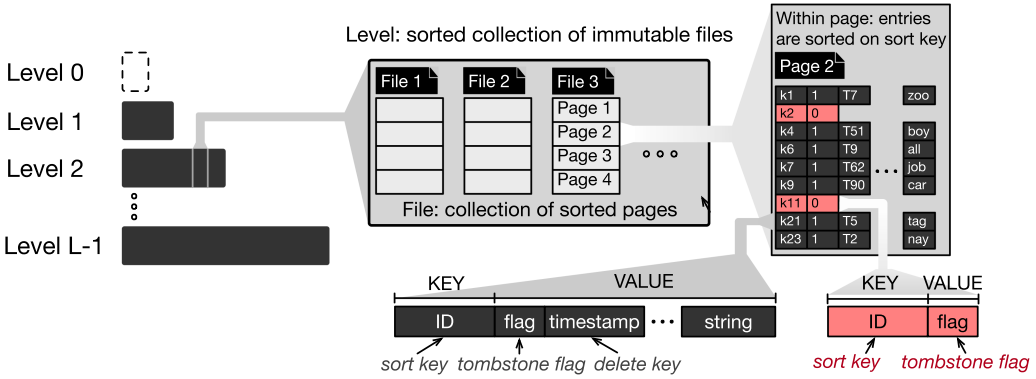 Level 0
Level 1
Level 2
Level L-1
Level: sorted collection of immutable files
File 1 File 2 File 3
Page 1
Page 2
Page 3
Page 4
File: collection of sorted pages
Within page: entries
are sorted on sort key
Page 2
k1 1 T7 zoo
k2 0
k4 1 T51 boy
k6 1 T9 all
k7 1 T62 job
k9 1 T90 car
k11 0
k21 1 T5 tag
k23 1 T2 nay
KEY VALUE
ID flag timestamp string
sort key tombstone flag delete key
KEY VALUE
ID flag
sort key tombstone flag